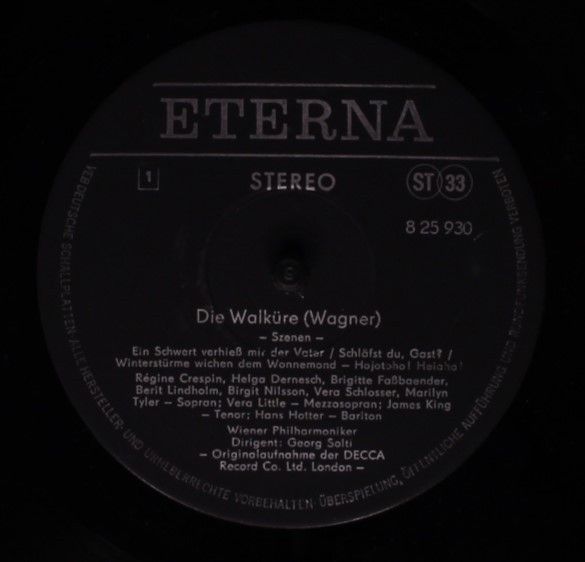 ETERNA
1 STEREO ST 33
8 25 930
Die Walküre (Wagner)
– Szenen –
Ein Schwert verhieß mir der Vater / Schläfst du, Gast? /
Winterstürme wichen dem Wonnemond – Hojotoho! Heiaha!
Régine Crespin, Helga Dernesch, Brigitte Faßbaender,
Berit Lindholm, Birgit Nilsson, Vera Schlosser, Marilyn
Tyler – Sopran; Vera Little – Mezzosopran; James King
– Tenor; Hans Hotter – Bariton
Wiener Philharmoniker
Dirigent: Georg Solti
– Originalaufnahme der DECCA
Record Co. Ltd. London –
VEB DEUTSCHE SCHALLPLATTEN · ALLE HERSTELLER- UND URHEBERRECHTE VORBEHALTEN · ÜBERSPIELUNG, ÖFFENTLICHE AUFFÜHRUNG UND RUNDFUNKSENDUNG VERBOTEN